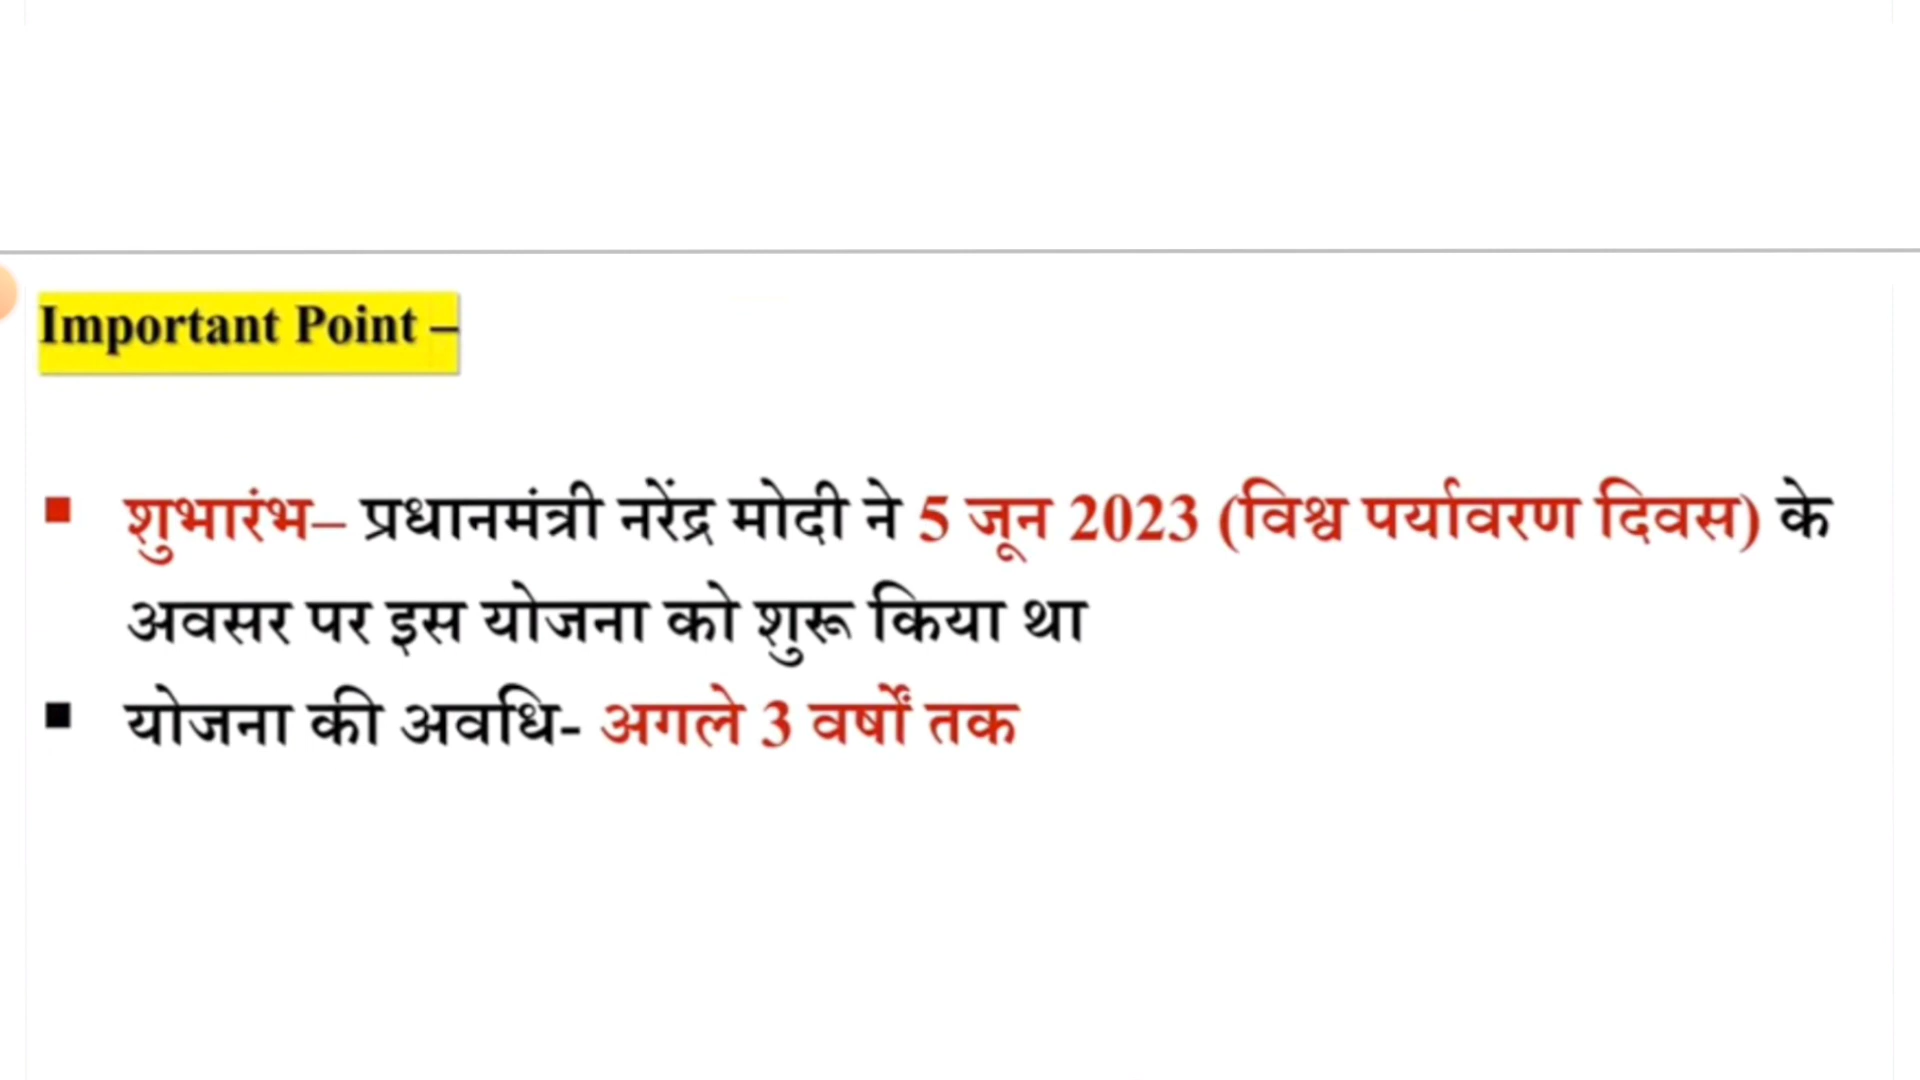 Important Point –
▪ शुभारंभ– प्रधानमंत्री नरेंद्र मोदी ने 5 जून 2023 (विश्व पर्यावरण दिवस) के
अवसर पर इस योजना को शुरू किया था
▪ योजना की अवधि- अगले 3 वर्षों तक